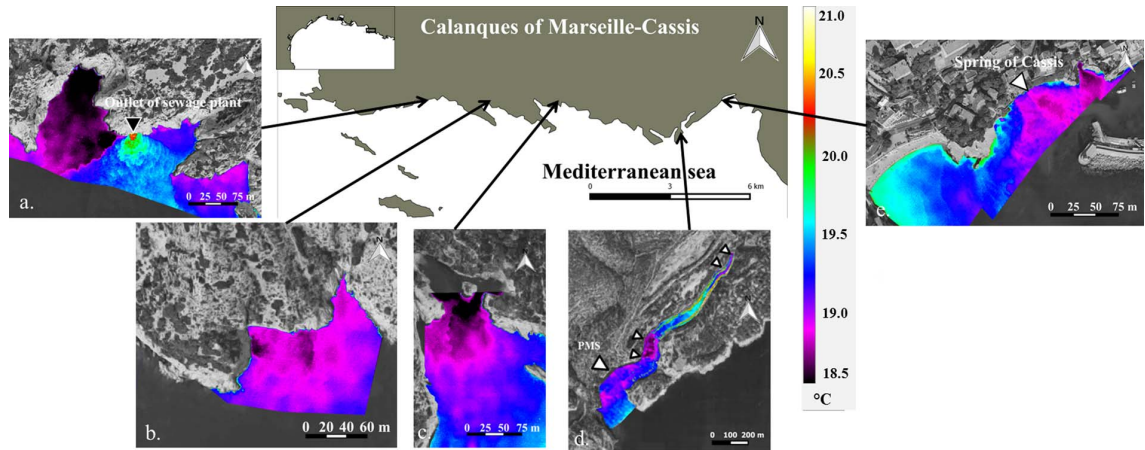 Calanques of Marseille-Cassis
N
Mediterranean sea
0 3 6 km
N
Outlet of sewage plant
0 25 50 75 m
a.
N
0 20 40 60 m
b.
N
0 25 50 75 m
c.
N
PMS
0 100 200 m
d.
21.0
20.5
20.0
19.5
19.0
18.5
°C
N
Spring of Cassis
0 25 50 75 m
e.